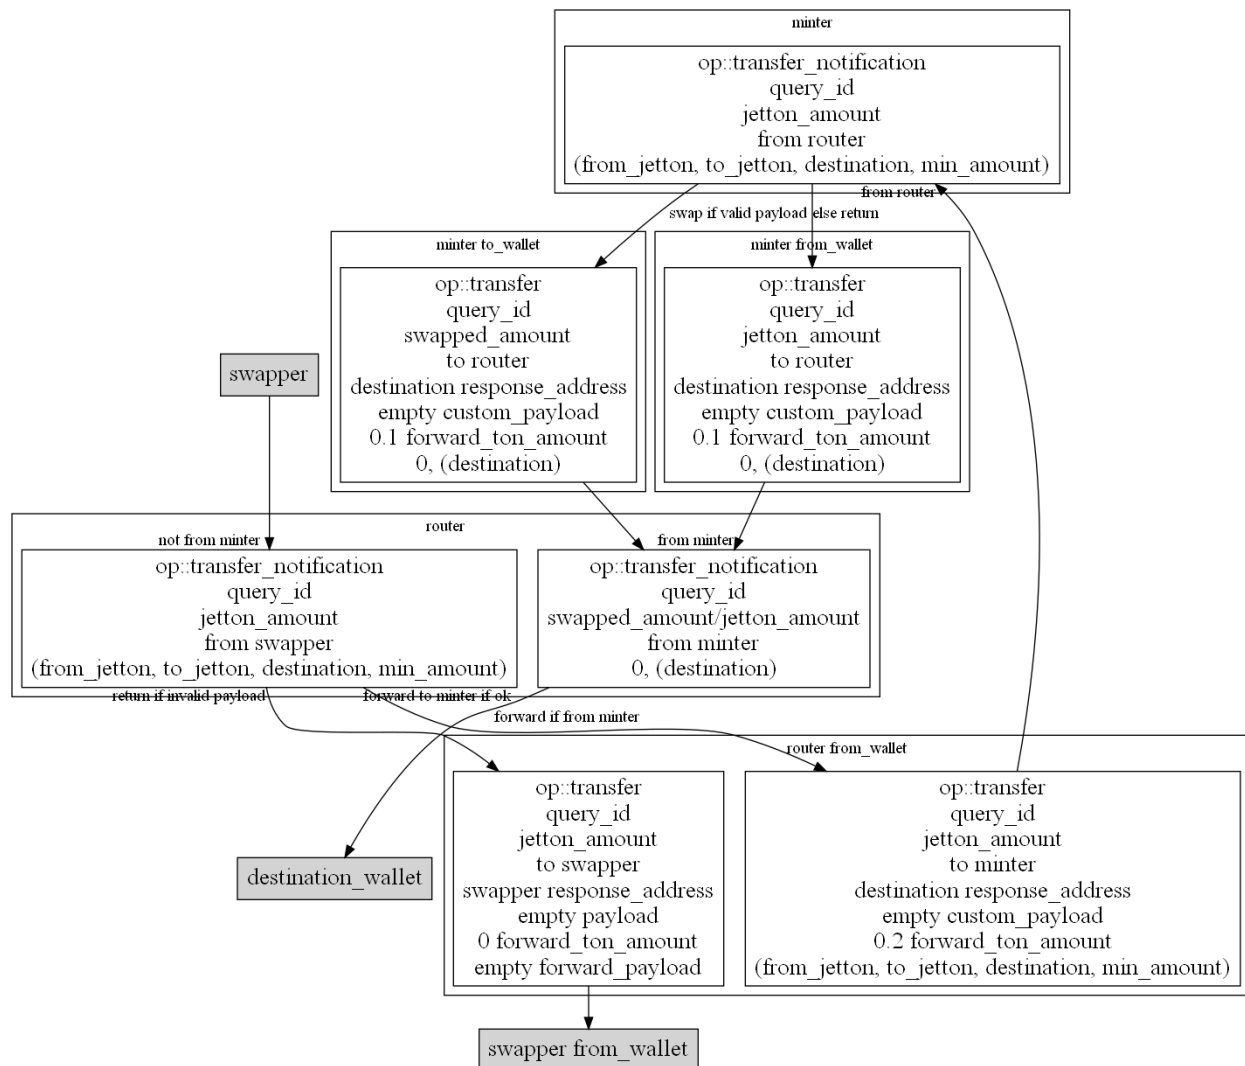 minter
op::transfer_notification
query_id
jetton_amount
from router
(from_jetton, to_jetton, destination, min_amount)
from router
swap if valid payload else return
minter to_wallet
op::transfer
query_id
swapped_amount
to router
destination response_address
empty custom_payload
0.1 forward_ton_amount
0, (destination)
minter from_wallet
op::transfer
query_id
jetton_amount
to router
destination response_address
empty custom_payload
0.1 forward_ton_amount
0, (destination)
swapper
router
not from minter
op::transfer_notification
query_id
jetton_amount
from swapper
(from_jetton, to_jetton, destination, min_amount)
from minter
op::transfer_notification
query_id
swapped_amount/jetton_amount
from minter
0, (destination)
return if invalid payload
forward to minter if ok
forward if from minter
router from_wallet
op::transfer
query_id
jetton_amount
to swapper
swapper response_address
empty payload
0 forward_ton_amount
empty forward_payload
op::transfer
query_id
jetton_amount
to minter
destination response_address
empty custom_payload
0.2 forward_ton_amount
(from_jetton, to_jetton, destination, min_amount)
destination_wallet
swapper from_wallet